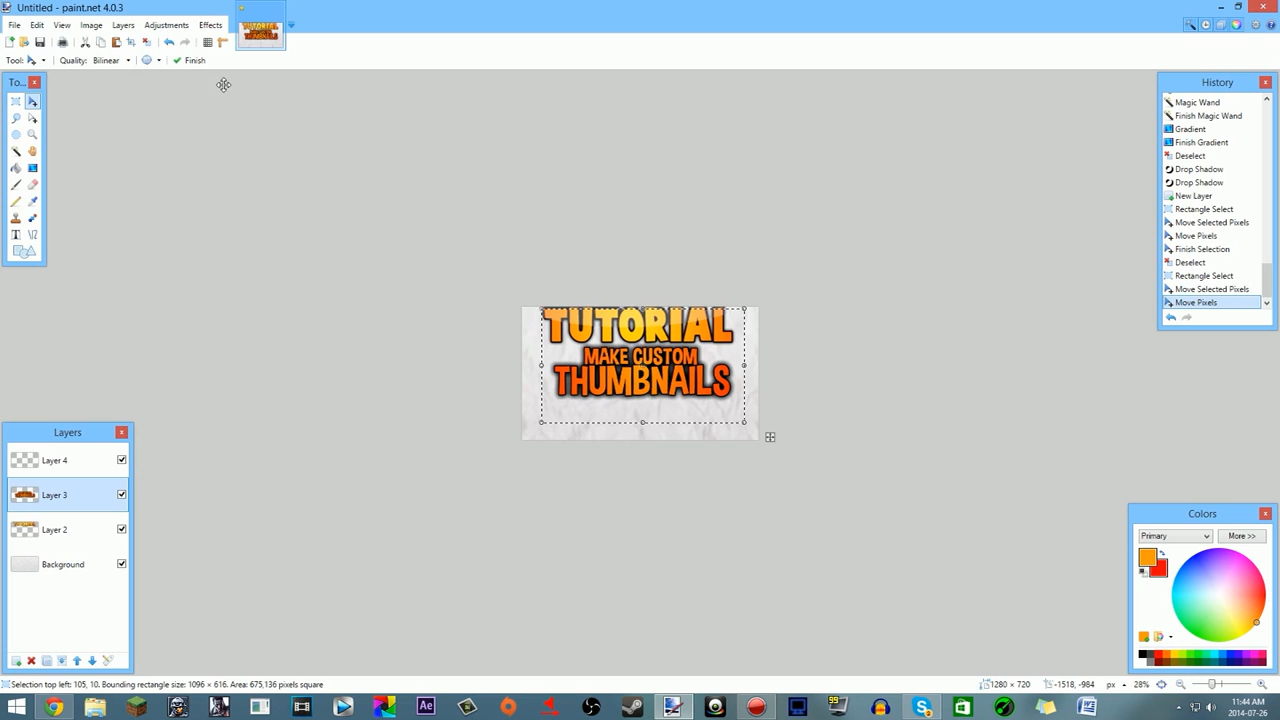 Untitled - paint.net 4.0.3
File Edit View Image Layers Adjustments Effects
Tool: Quality: Bilinear Finish
To...
History
Magic Wand
Finish Magic Wand
Gradient
Finish Gradient
Deselect
Drop Shadow
Drop Shadow
New Layer
Rectangle Select
Move Selected Pixels
Move Pixels
Finish Selection
Deselect
Rectangle Select
Move Selected Pixels
Move Pixels
TUTORIAL
MAKE CUSTOM
THUMBNAILS
Layers
Layer 4
Layer 3
Layer 2
Background
Colors
Primary More >>
Selection top left: 105, 10. Bounding rectangle size: 1096 × 616. Area: 675,136 pixels square
1280 × 720 -1518, -984 px 28%
11:44 AM
2014-07-26